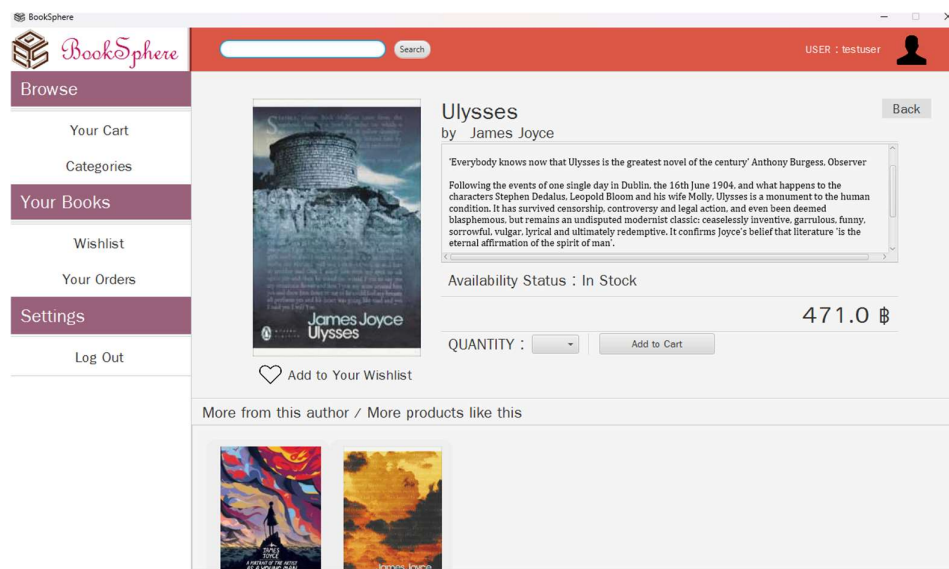 BookSphere
BookSphere
Search
USER : testuser
Browse
Your Cart
Categories
Your Books
Wishlist
Your Orders
Settings
Log Out
Back
Ulysses
by James Joyce
'Everybody knows now that Ulysses is the greatest novel of the century' Anthony Burgess, Observer
Following the events of one single day in Dublin, the 16th June 1904, and what happens to the
characters Stephen Dedalus, Leopold Bloom and his wife Molly, Ulysses is a monument to the human
condition. It has survived censorship, controversy and legal action, and even been deemed
blasphemous, but remains an undisputed modernist classic: ceaselessly inventive, garrulous, funny,
sorrowful, vulgar, lyrical and ultimately redemptive. It confirms Joyce's belief that literature 'is the
eternal affirmation of the spirit of man'.
James Joyce
Ulysses
Availability Status : In Stock
471.0 ฿
QUANTITY :
Add to Cart
Add to Your Wishlist
More from this author / More products like this
JAMES
JOYCE
A PORTRAIT OF THE ARTIST
AS A YOUNG MAN
James Joyce